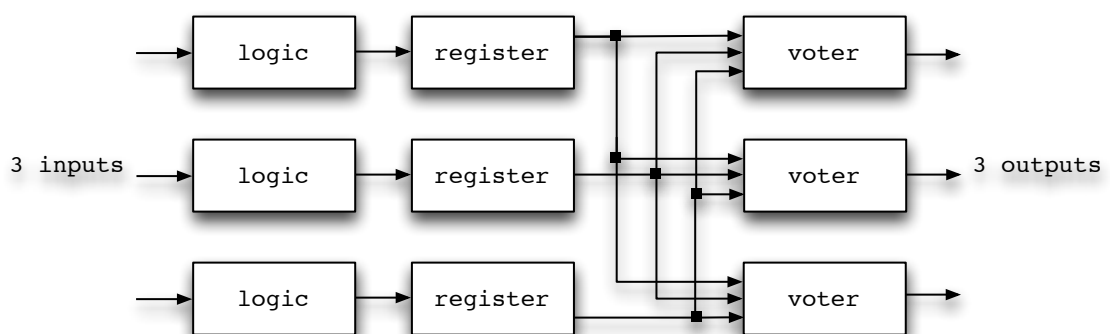 logic register voter
3 inputs logic register voter 3 outputs
logic register voter